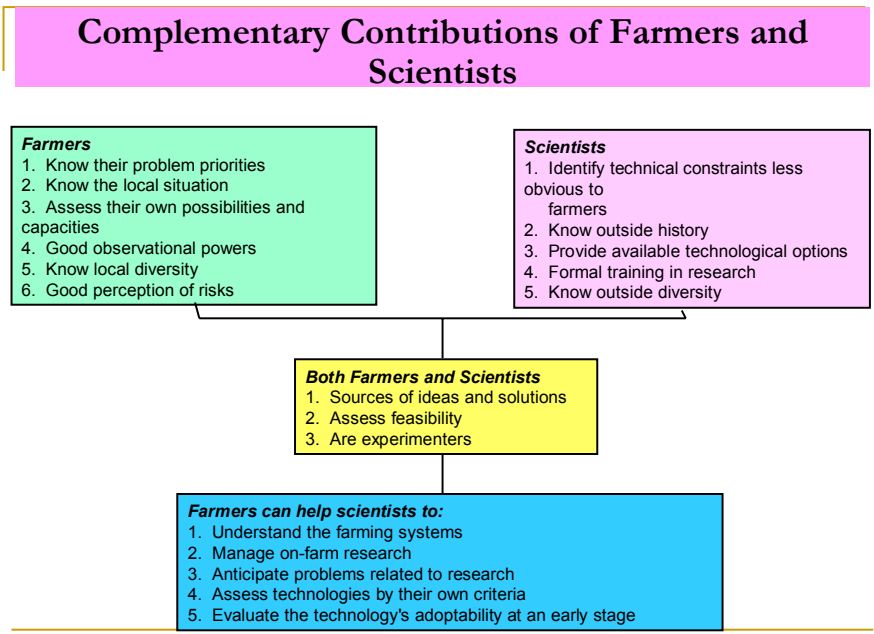 Complementary Contributions of Farmers and
Scientists
Farmers
1. Know their problem priorities
2. Know the local situation
3. Assess their own possibilities and
capacities
4. Good observational powers
5. Know local diversity
6. Good perception of risks
Scientists
1. Identify technical constraints less
obvious to
farmers
2. Know outside history
3. Provide available technological options
4. Formal training in research
5. Know outside diversity
Both Farmers and Scientists
1. Sources of ideas and solutions
2. Assess feasibility
3. Are experimenters
Farmers can help scientists to:
1. Understand the farming systems
2. Manage on-farm research
3. Anticipate problems related to research
4. Assess technologies by their own criteria
5. Evaluate the technology's adoptability at an early stage